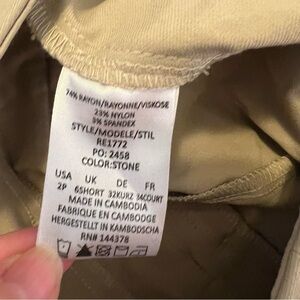 74% RAYON/RAYONNE/VISKOSE
23% NYLON
3% SPANDEX
STYLE/MODELE/STIL
RE1772
PO: 2458
COLOR:STONE
USA UK DE FR
2P 6SHORT 32KURZ 34COURT
MADE IN CAMBODIA
FABRIQUE EN CAMBODGE
HERGESTELLT IN KAMBODSCHA
RN# 144378